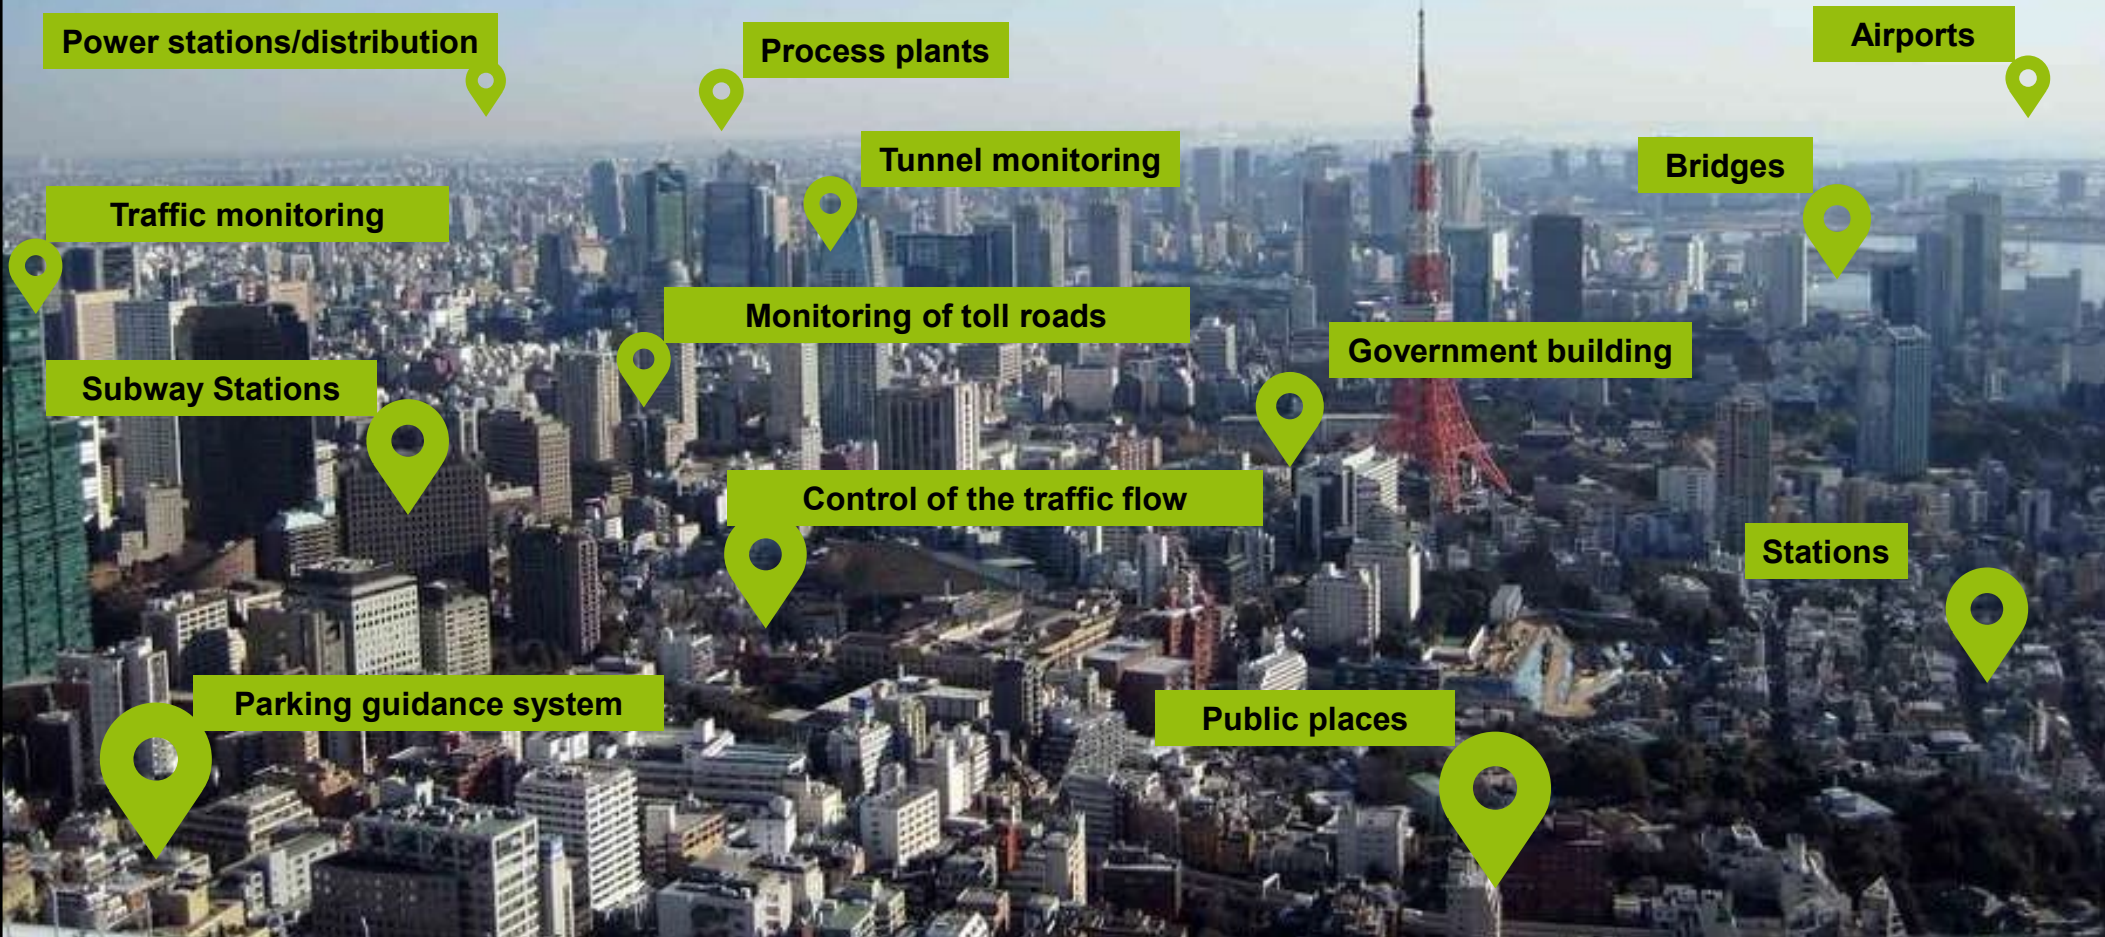 Power stations/distribution
Process plants
Airports
Tunnel monitoring
Bridges
Traffic monitoring
Monitoring of toll roads
Government building
Subway Stations
Control of the traffic flow
Stations
Parking guidance system
Public places